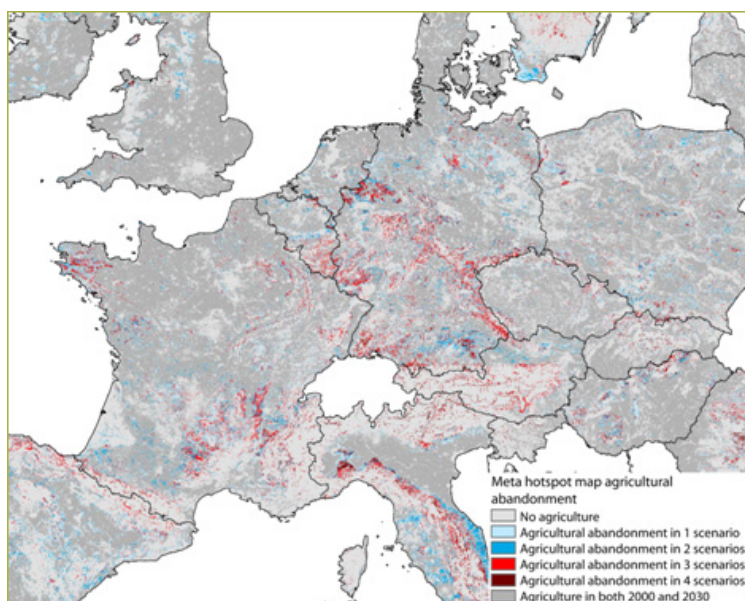 Meta hotspot map agricultural
abandonment
No agriculture
Agricultural abandonment in 1 scenario
Agricultural abandonment in 2 scenarios
Agricultural abandonment in 3 scenarios
Agricultural abandonment in 4 scenarios
Agriculture in both 2000 and 2030